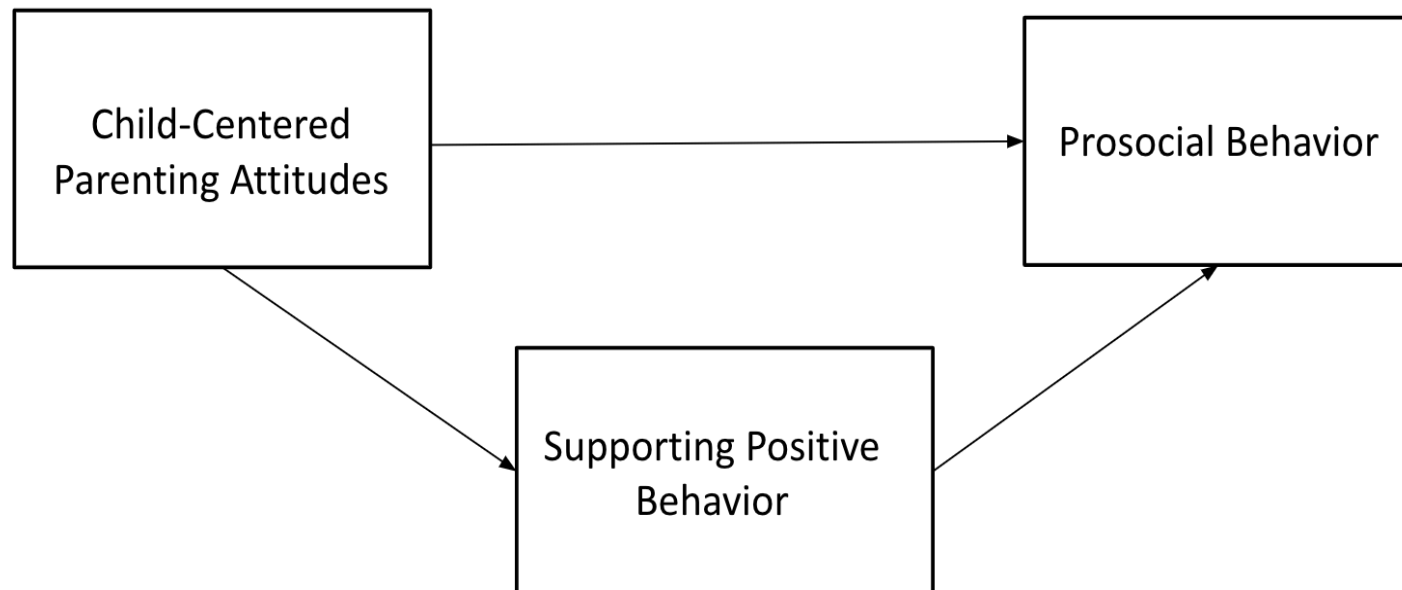 Child-Centered
Parenting Attitudes
Prosocial Behavior
Supporting Positive
Behavior